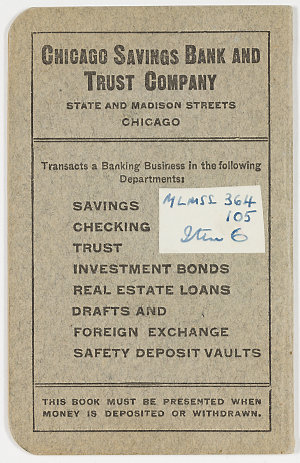 CHICAGO SAVINGS BANK AND
TRUST COMPANY
STATE AND MADISON STREETS
CHICAGO
Transacts a Banking Business in the following
Departments:
SAVINGS
CHECKING
TRUST
INVESTMENT BONDS
REAL ESTATE LOANS
DRAFTS AND
FOREIGN EXCHANGE
SAFETY DEPOSIT VAULTS
MLMSS 364
105
Item 6
THIS BOOK MUST BE PRESENTED WHEN
MONEY IS DEPOSITED OR WITHDRAWN.